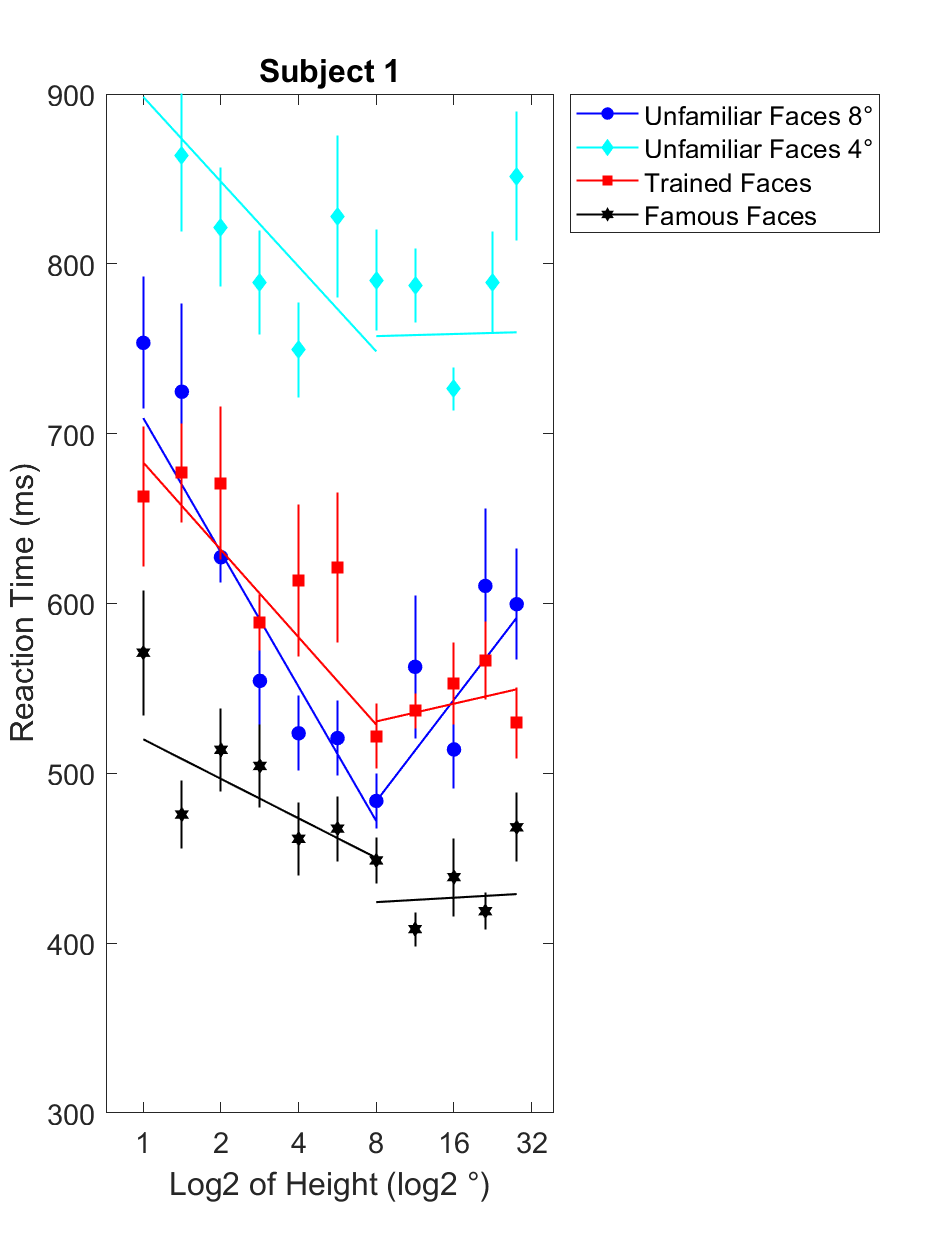 Subject 1
900
800
700
600
500
400
300
Reaction Time (ms)
1 2 4 8 16 32
Log2 of Height (log2 °)
Unfamiliar Faces 8°
Unfamiliar Faces 4°
Trained Faces
Famous Faces